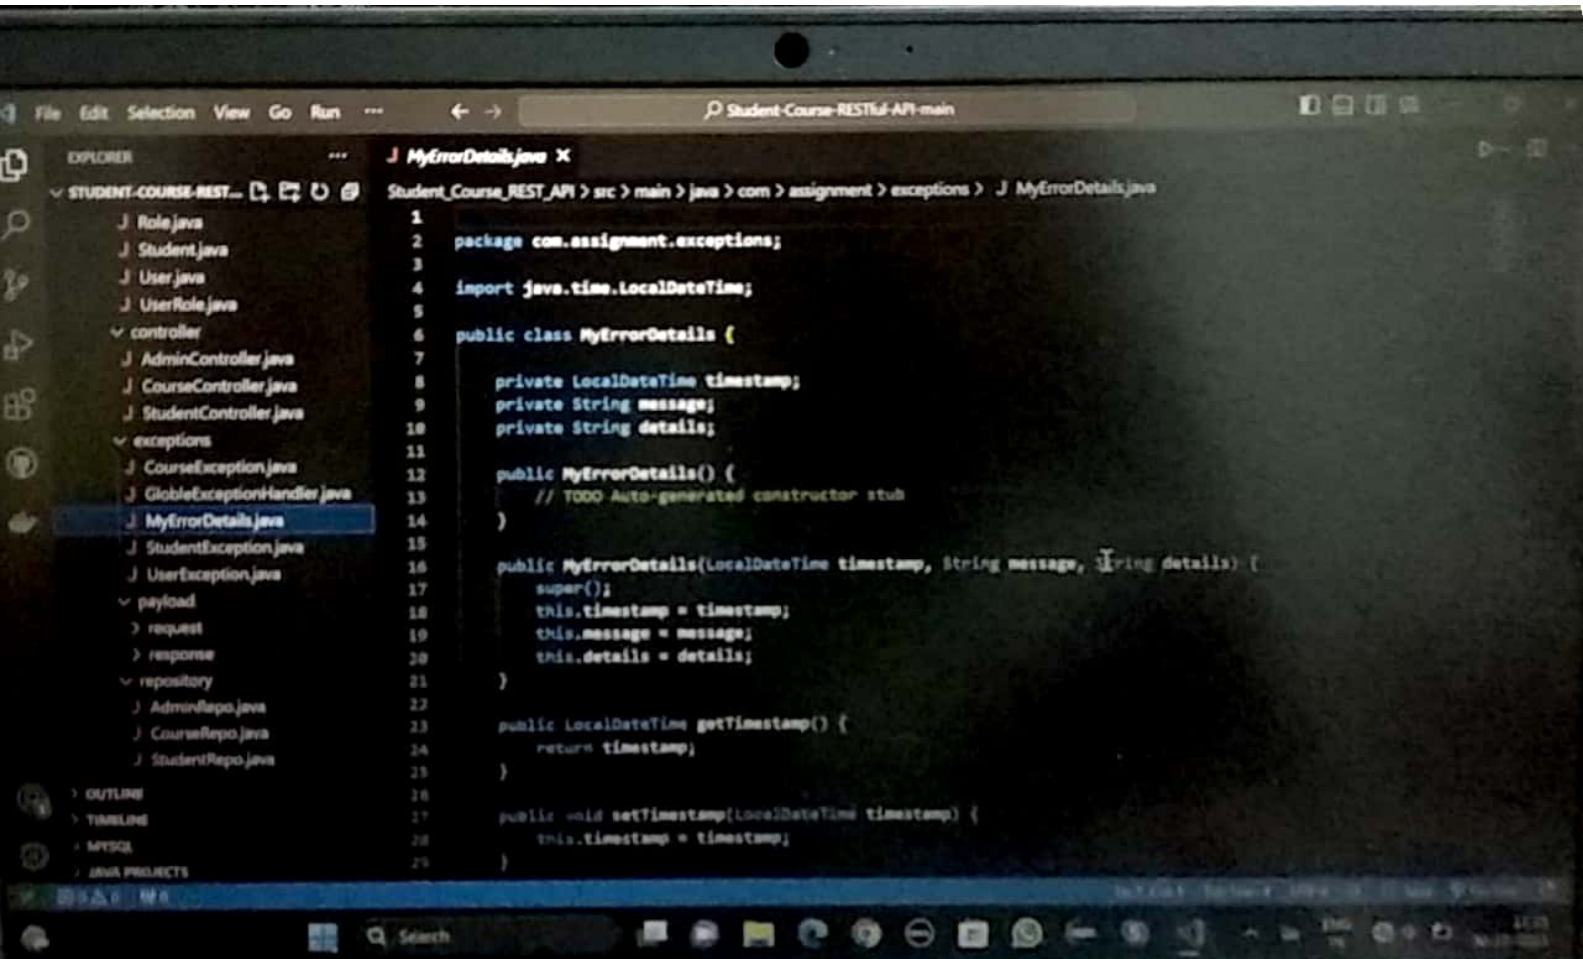 File Edit Selection View Go Run ... Student-Course-RESTful-API-main
EXPLORER ... J MyErrorDetails.java X
STUDENT-COURSE-REST... Student_Course_REST_API > src > main > java > com > assignment > exceptions > J MyErrorDetails.java
J Role.java
J Student.java
J User.java
J UserRole.java
controller
J AdminController.java
J CourseController.java
J StudentController.java
exceptions
J CourseException.java
J GlobleExceptionHandler.java
J MyErrorDetails.java
J StudentException.java
J UserException.java
payload
> request
> response
repository
J AdminRepo.java
J CourseRepo.java
J StudentRepo.java
> OUTLINE
> TIMELINE
> MYSQL
> JAVA PROJECTS
1
2 package com.assignment.exceptions;
3
4 import java.time.LocalDateTime;
5
6 public class MyErrorDetails {
7
8 private LocalDateTime timestamp;
9 private String message;
10 private String details;
11
12 public MyErrorDetails() {
13 // TODO Auto-generated constructor stub
14 }
15
16 public MyErrorDetails(LocalDateTime timestamp, String message, String details) {
17 super();
18 this.timestamp = timestamp;
19 this.message = message;
20 this.details = details;
21 }
22
23 public LocalDateTime getTimestamp() {
24 return timestamp;
25 }
26
27 public void setTimestamp(LocalDateTime timestamp) {
28 this.timestamp = timestamp;
29 }
Search